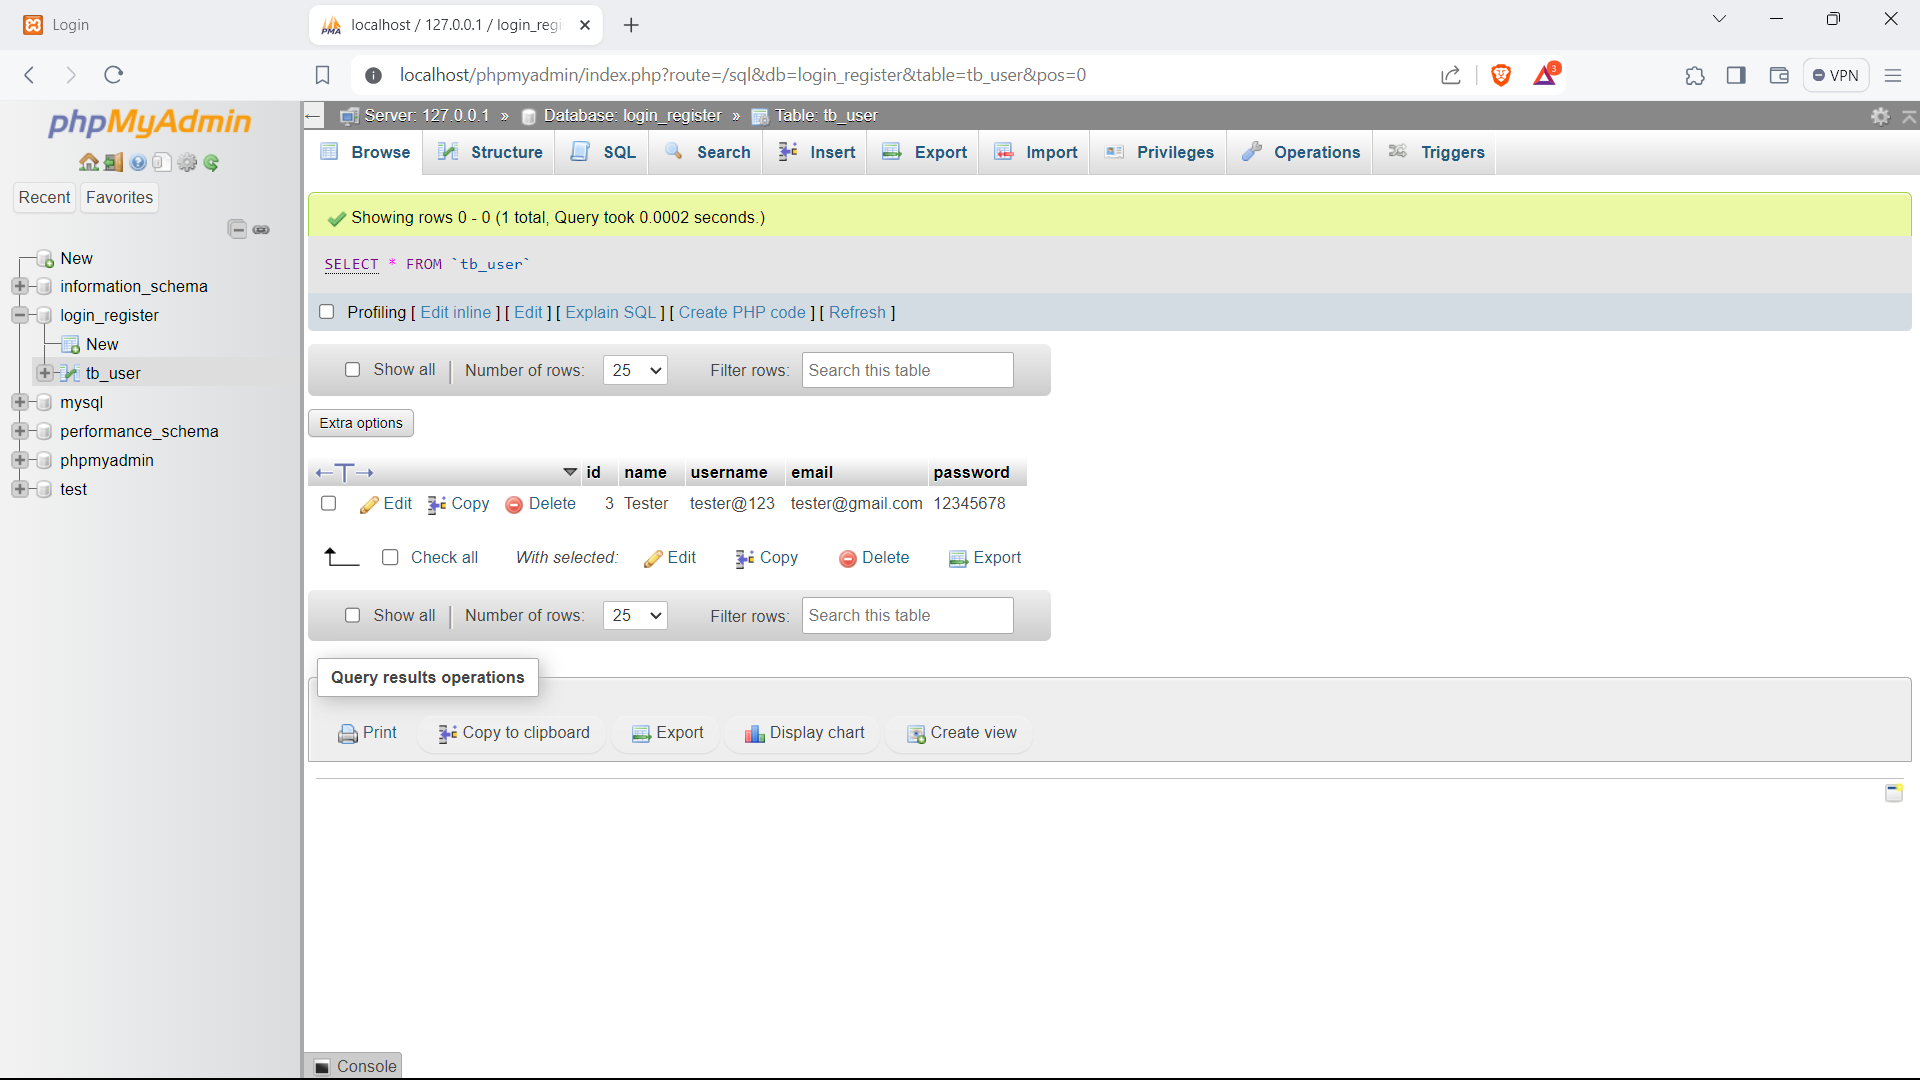 Login
localhost / 127.0.0.1 / login_regi
localhost/phpmyadmin/index.php?route=/sql&db=login_register&table=tb_user&pos=0
3
VPN
phpMyAdmin
Recent
Favorites
New
information_schema
login_register
New
tb_user
mysql
performance_schema
phpmyadmin
test
Server: 127.0.0.1 » Database: login_register » Table: tb_user
Browse Structure SQL Search Insert Export Import Privileges Operations Triggers
Showing rows 0 - 0 (1 total, Query took 0.0002 seconds.)
SELECT * FROM `tb_user`
Profiling [ Edit inline ] [ Edit ] [ Explain SQL ] [ Create PHP code ] [ Refresh ]
Show all | Number of rows: 25 Filter rows: Search this table
Extra options
←T→ id name username email password
Edit Copy Delete 3 Tester tester@123 tester@gmail.com 12345678
Check all With selected: Edit Copy Delete Export
Show all | Number of rows: 25 Filter rows: Search this table
Query results operations
Print Copy to clipboard Export Display chart Create view
Console